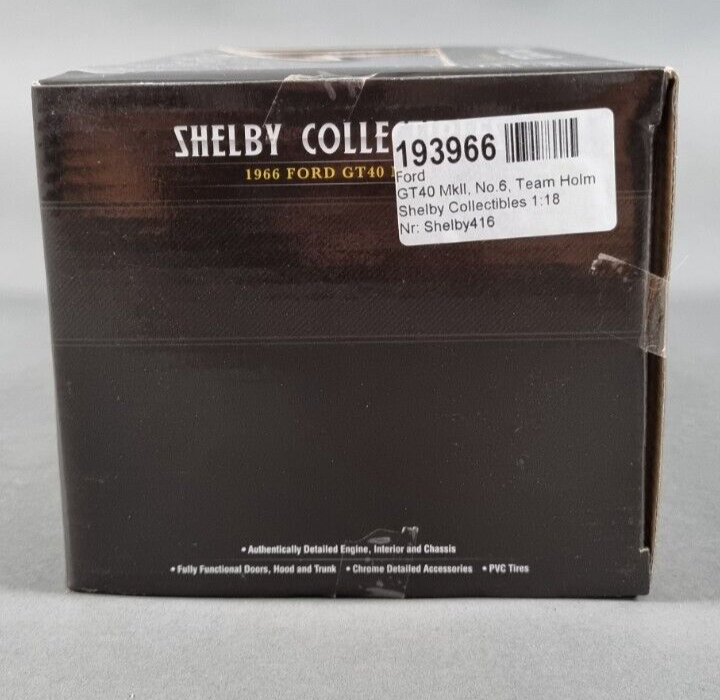 SHELBY COLLE
1966 FORD GT40
193966
Ford
GT40 MkII, No.6, Team Holm
Shelby Collectibles 1:18
Nr: Shelby416
• Authentically Detailed Engine, Interior and Chassis
• Fully Functional Doors, Hood and Trunk • Chrome Detailed Accessories • PVC Tires